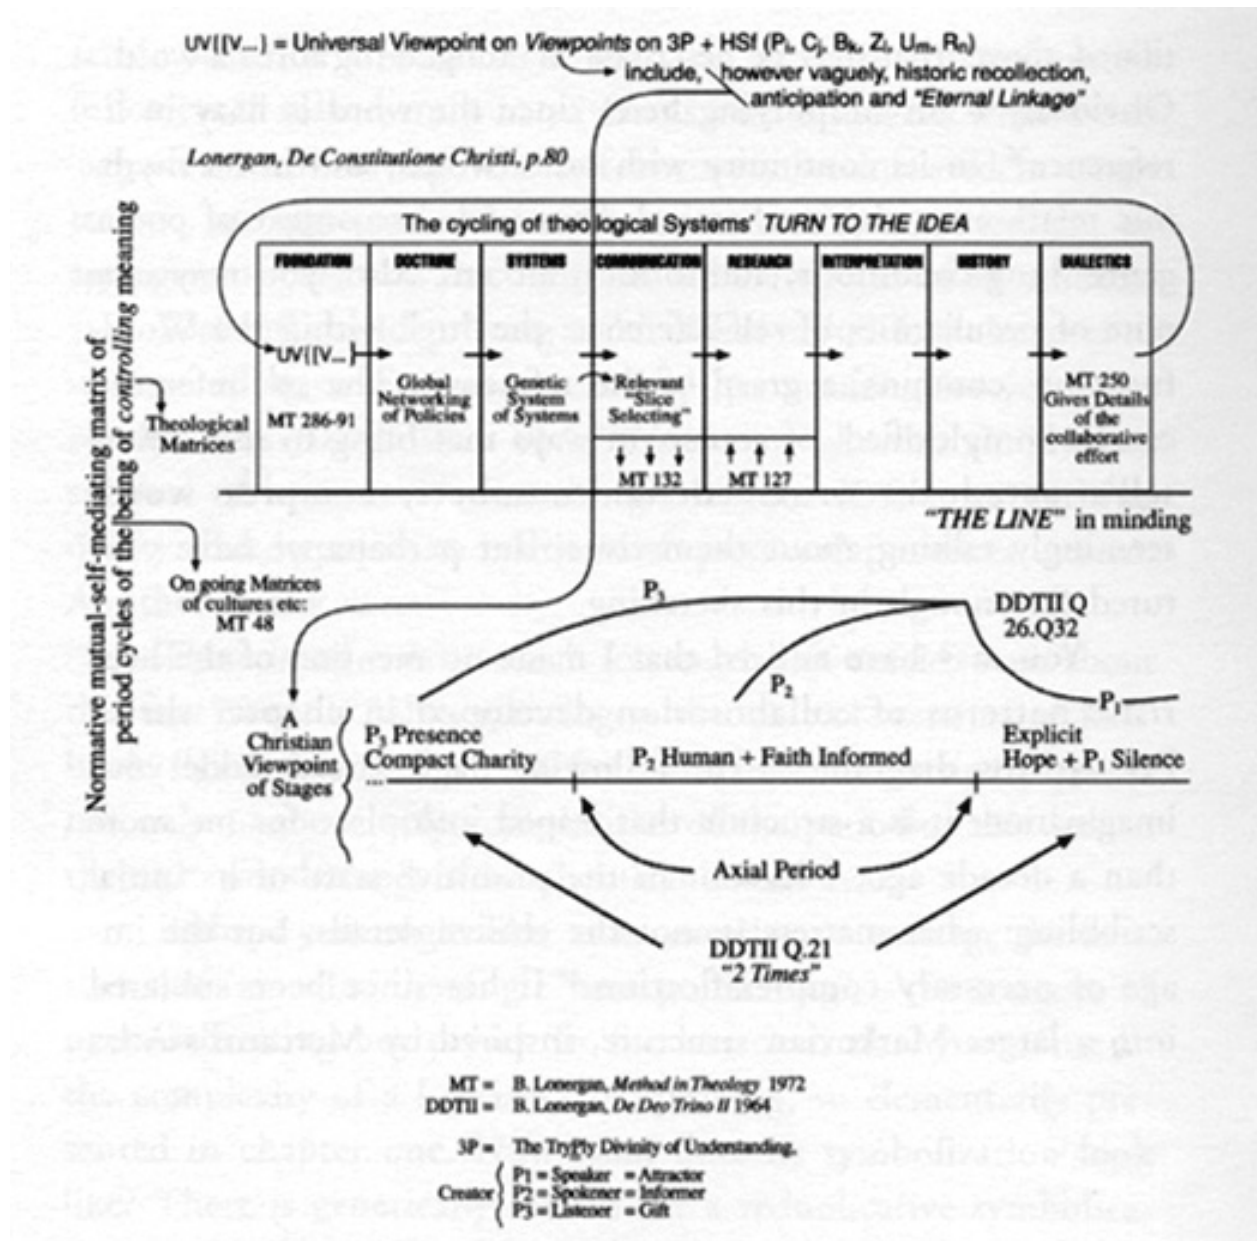 UV{[V...} = Universal Viewpoint on Viewpoints on 3P + HSf (Pᵢ, Cⱼ, Bₖ, Zₗ, Uₘ, Rₙ)
include, however vaguely, historic recollection,
anticipation and "Eternal Linkage"
Lonergan, De Constitutione Christi, p.80
Normative mutual-self-mediating matrix of
period cycles of the being of controlling meaning
The cycling of theological Systems' TURN TO THE IDEA
FOUNDATION DOCTRINE SYSTEMS COMMUNICATION RESEARCH INTERPRETATION HISTORY DIALECTICS
UV{[V... }
Global
Networking
of Policies
Genetic
System
of Systems
Relevant
"Slice
Selecting"
MT 250
Gives Details
of the
collaborative
effort
Theological
Matrices
MT 286-91
MT 132
MT 127
"THE LINE" in minding
On going Matrices
of cultures etc:
MT 48
P₃
DDTII Q
26.Q32
P₂
P₁
A
Christian
Viewpoint
of Stages
P₃ Presence
Compact Charity
...
P₂ Human + Faith Informed
Explicit
Hope + P₁ Silence
Axial Period
DDTII Q.21
"2 Times"
MT = B. Lonergan, Method in Theology 1972
DDTII = B. Lonergan, De Deo Trino II 1964
3P = The Divinity of Understanding,
Creator
P1 = Speaker = Attractor
P2 = Spokener = Informer
P3 = Listener = Gift